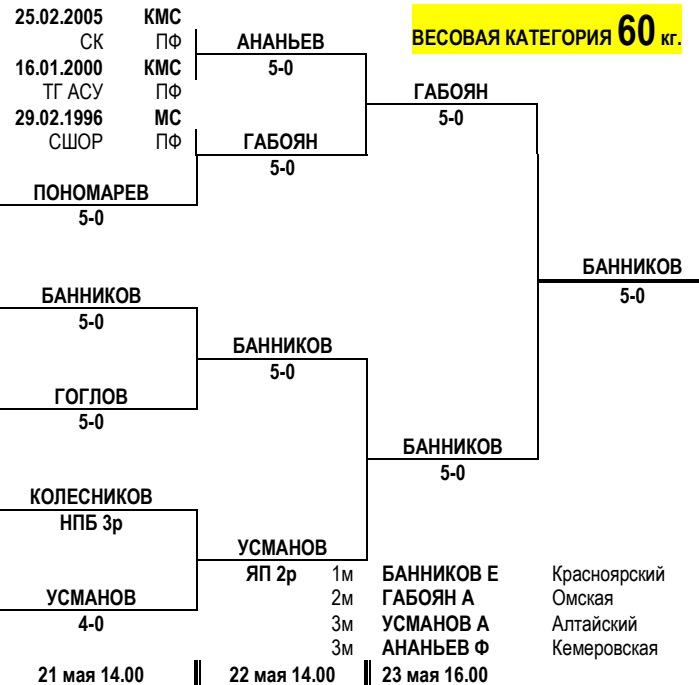 25.02.2005 КМС
ВЕСОВАЯ КАТЕГОРИЯ 60 кг.
СК ПФ АНАНЬЕВ
16.01.2000 КМС 5-0
ТГ АСУ ПФ ГАБОЯН
29.02.1996 МС 5-0
СШОР ПФ ГАБОЯН
5-0
ПОНОМАРЕВ
5-0
БАННИКОВ
5-0
БАННИКОВ
5-0
БАННИКОВ
5-0
ГОГЛОВ
5-0
БАННИКОВ
5-0
КОЛЕСНИКОВ
НПБ 3р
УСМАНОВ
ЯП 2р 1м БАННИКОВ Е Красноярский
УСМАНОВ 2м ГАБОЯН А Омская
4-0 3м УСМАНОВ А Алтайский
3м АНАНЬЕВ Ф Кемеровская
21 мая 14.00 22 мая 14.00 23 мая 16.00